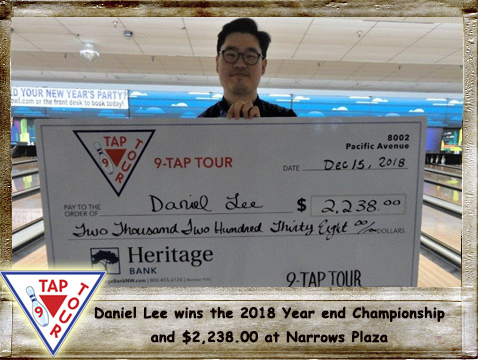 D YOUR NEW YEAR'S PARTY?
wl.com or the front desk to book today!
TAP
9
TOUR
9-TAP TOUR
8002
Pacific Avenue
DATE Dec 15, 2018
PAY TO THE
ORDER OF Daniel Lee $ 2,238.00
Two Thousand Two Hundred Thirty Eight 00/ DOLLARS
Heritage
BANK
9-TAP TOUR
TAP
9
TOUR
Daniel Lee wins the 2018 Year end Championship
and $2,238.00 at Narrows Plaza